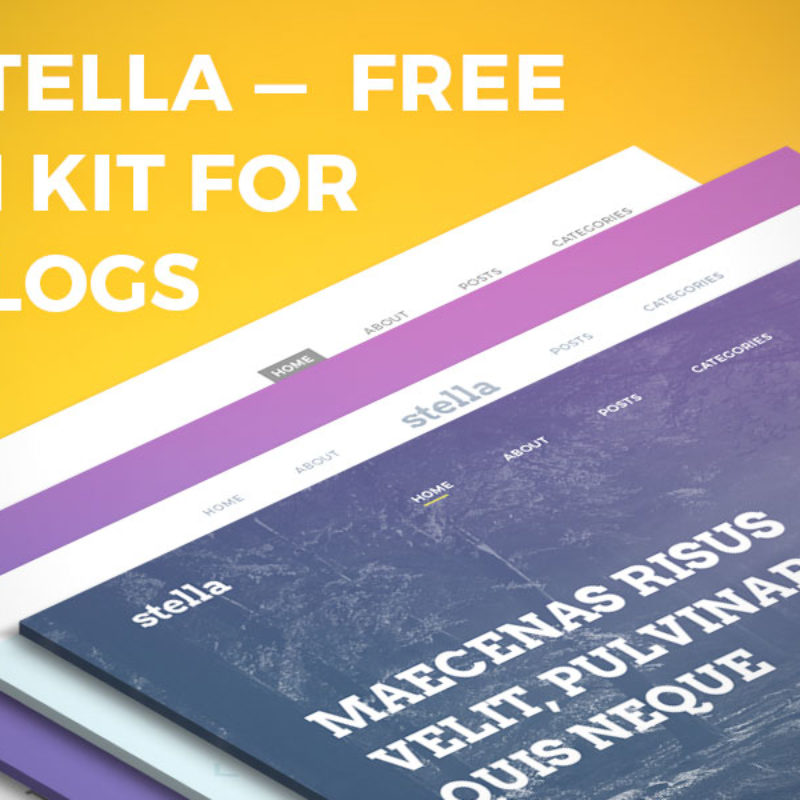 TELLA – FREE
KIT FOR
LOGS
CATEGORIES
POSTS
ABOUT
HOME
CATEGORIES
POSTS
stella
ABOUT
HOME
CATEGORIES
POSTS
ABOUT
HOME
stella
MAECENAS RISUS
VELIT, PULVINAR
QUIS NEQUE